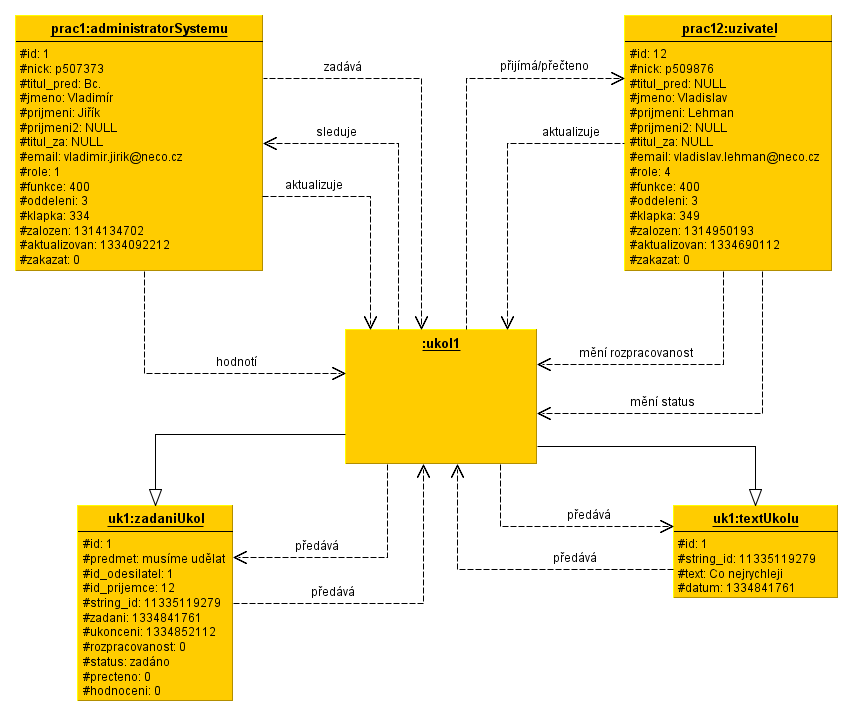 prac1:administratorSystemu
#id: 1
#nick: p507373
#titul_pred: Bc.
#jmeno: Vladimír
#prijmeni: Jiřík
#prijmeni2: NULL
#titul_za: NULL
#email: vladimir.jirik@neco.cz
#role: 1
#funkce: 400
#oddeleni: 3
#klapka: 334
#zalozen: 1314134702
#aktualizovan: 1334092212
#zakazat: 0
zadává
sleduje
aktualizuje
hodnotí
přijímá/přečteno
aktualizuje
prac12:uzivatel
#id: 12
#nick: p509876
#titul_pred: NULL
#jmeno: Vladislav
#prijmeni: Lehman
#prijmeni2: NULL
#titul_za: NULL
#email: vladislav.lehman@neco.cz
#role: 4
#funkce: 400
#oddeleni: 3
#klapka: 349
#zalozen: 1314950193
#aktualizovan: 1334690112
#zakazat: 0
mění rozpracovanost
mění status
:ukol1
uk1:zadaniUkol
#id: 1
#predmet: musíme udělat
#id_odesilatel: 1
#id_prijemce: 12
#string_id: 11335119279
#zadani: 1334841761
#ukonceni: 1334852112
#rozpracovanost: 0
#status: zadáno
#precteno: 0
#hodnoceni: 0
předává
předává
předává
předává
uk1:textUkolu
#id: 1
#string_id: 11335119279
#text: Co nejrychleji
#datum: 1334841761